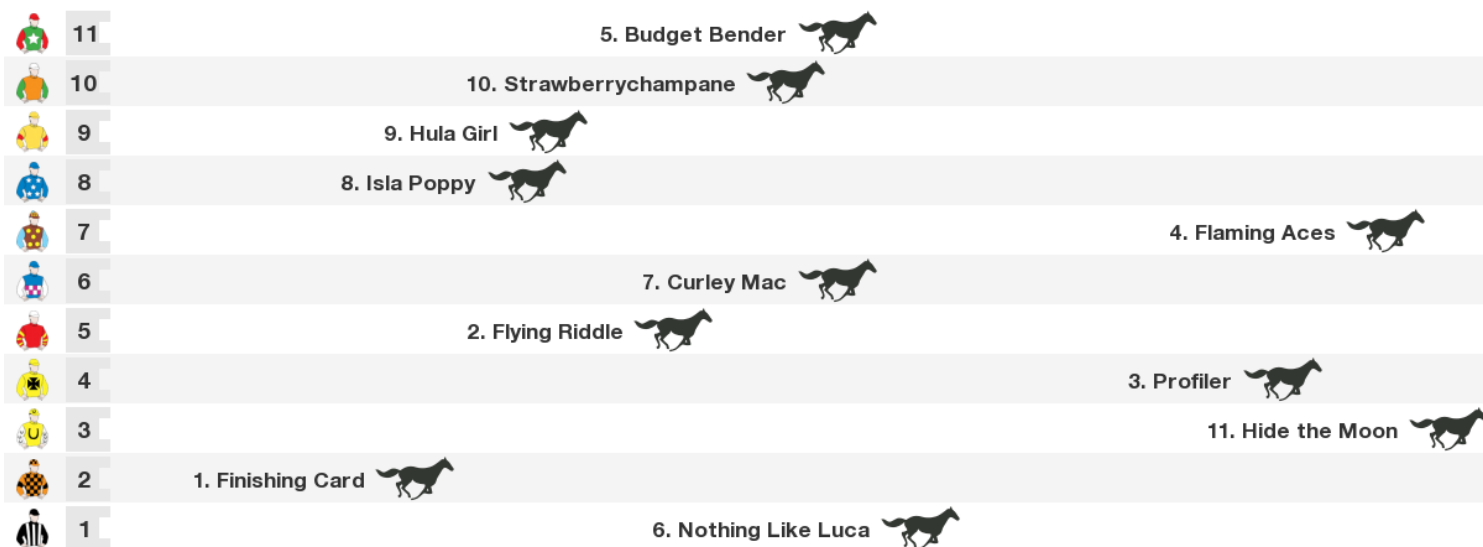 11 5. Budget Bender
10 10. Strawberrychampane
9 9. Hula Girl
8 8. Isla Poppy
7 4. Flaming Aces
6 7. Curley Mac
5 2. Flying Riddle
4 3. Profiler
3 11. Hide the Moon
2 1. Finishing Card
1 6. Nothing Like Luca